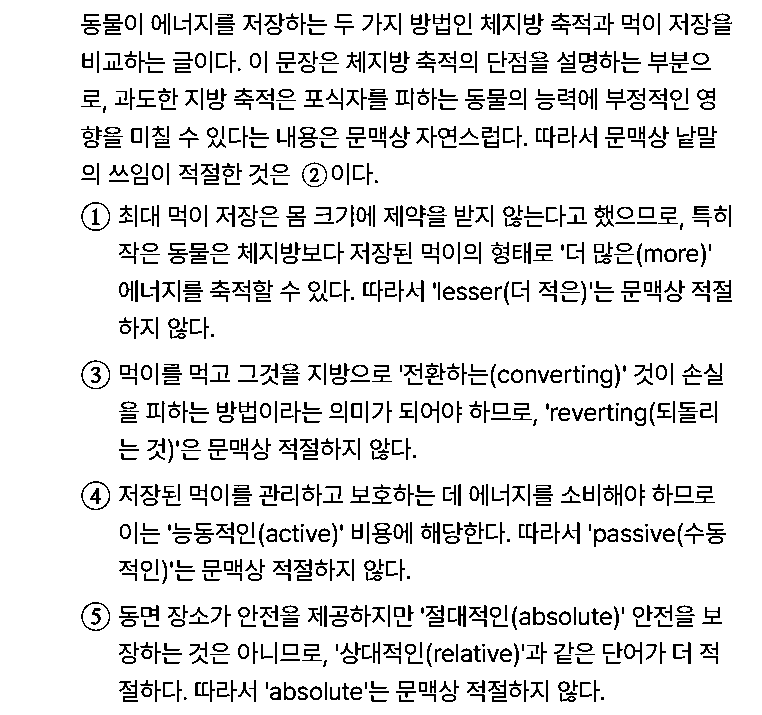 동물이 에너지를 저장하는 두 가지 방법인 체지방 축적과 먹이 저장을
비교하는 글이다. 이 문장은 체지방 축적의 단점을 설명하는 부분으
로, 과도한 지방 축적은 포식자를 피하는 동물의 능력에 부정적인 영
향을 미칠 수 있다는 내용은 문맥상 자연스럽다. 따라서 문맥상 낱말
의 쓰임이 적절한 것은 ②이다.
① 최대 먹이 저장은 몸 크기에 제약을 받지 않는다고 했으므로, 특히
작은 동물은 체지방보다 저장된 먹이의 형태로 '더 많은(more)'
에너지를 축적할 수 있다. 따라서 'lesser(더 적은)'는 문맥상 적절
하지 않다.
③ 먹이를 먹고 그것을 지방으로 '전환하는(converting)' 것이 손실
을 피하는 방법이라는 의미가 되어야 하므로, 'reverting(되돌리
는 것)'은 문맥상 적절하지 않다.
④ 저장된 먹이를 관리하고 보호하는 데 에너지를 소비해야 하므로
이는 '능동적인(active)' 비용에 해당한다. 따라서 'passive(수동
적인)'는 문맥상 적절하지 않다.
⑤ 동면 장소가 안전을 제공하지만 '절대적인(absolute)' 안전을 보
장하는 것은 아니므로, '상대적인(relative)'과 같은 단어가 더 적
절하다. 따라서 'absolute'는 문맥상 적절하지 않다.